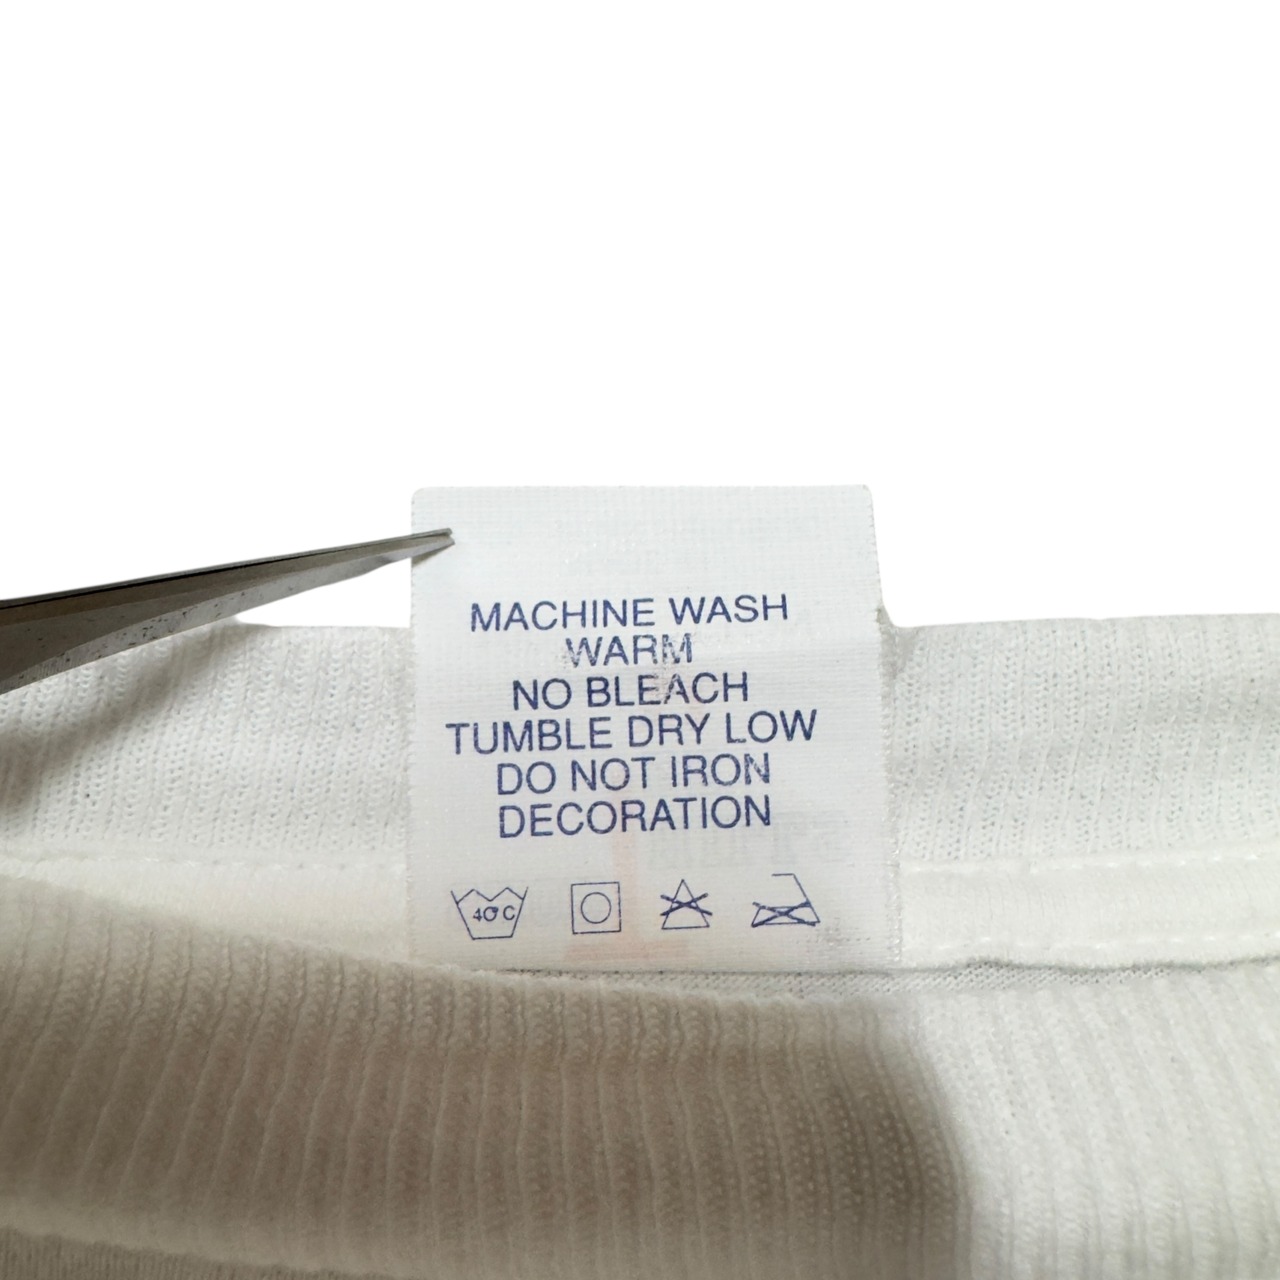 MACHINE WASH
WARM
NO BLEACH
TUMBLE DRY LOW
DO NOT IRON
DECORATION
40°C